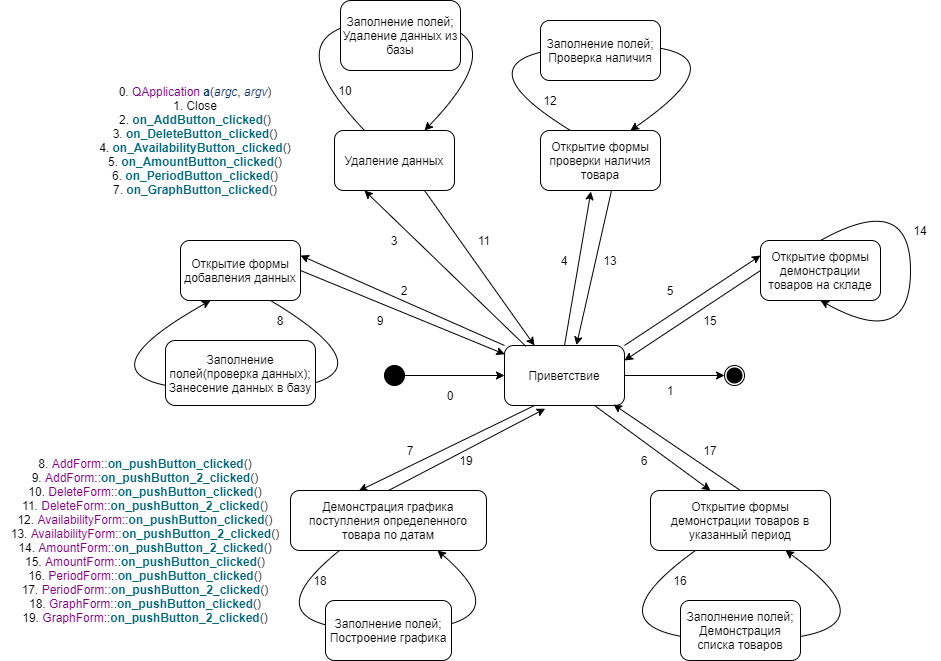 Заполнение полей;
Удаление данных из
базы
Заполнение полей;
Проверка наличия
10
12
0. QApplication a(argc, argv)
1. Close
2. on_AddButton_clicked()
3. on_DeleteButton_clicked()
4. on_AvailabilityButton_clicked()
5. on_AmountButton_clicked()
6. on_PeriodButton_clicked()
7. on_GraphButton_clicked()
Удаление данных
Открытие формы
проверки наличия
товара
3
11
4
13
14
Открытие формы
добавления данных
Открытие формы
демонстрации
товаров на складе
2
9
5
15
8
Заполнение
полей(проверка данных);
Занесение данных в базу
Приветствие
0
1
7
19
6
17
8. AddForm::on_pushButton_clicked()
9. AddForm::on_pushButton_2_clicked()
10. DeleteForm::on_pushButton_clicked()
11. DeleteForm::on_pushButton_2_clicked()
12. AvailabilityForm::on_pushButton_clicked()
13. AvailabilityForm::on_pushButton_2_clicked()
14. AmountForm::on_pushButton_2_clicked()
15. AmountForm::on_pushButton_clicked()
16. PeriodForm::on_pushButton_clicked()
17. PeriodForm::on_pushButton_2_clicked()
18. GraphForm::on_pushButton_clicked()
19. GraphForm::on_pushButton_2_clicked()
Демонстрация графика
поступления определенного
товара по датам
Открытие формы
демонстрации товаров в
указанный период
18
16
Заполнение полей;
Построение графика
Заполнение полей;
Демонстрация
списка товаров